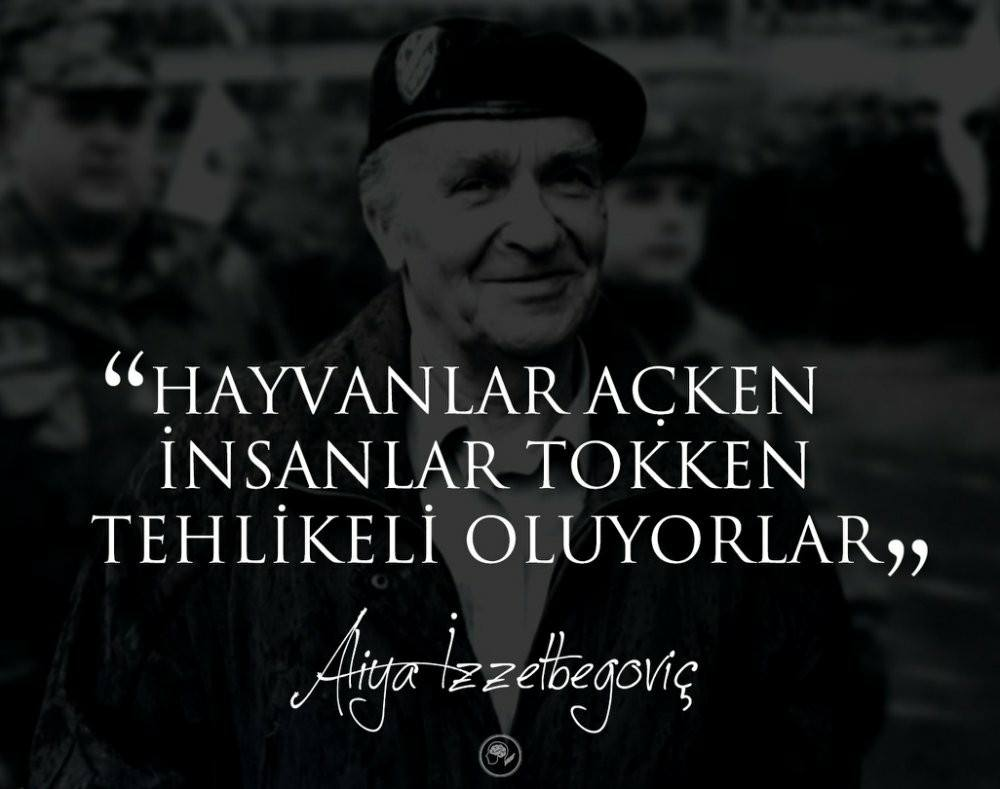 “HAYVANLAR AÇKEN
İNSANLAR TOKKEN
TEHLİKELİ OLUYORLAR”
Aliya İzzetbegoviç